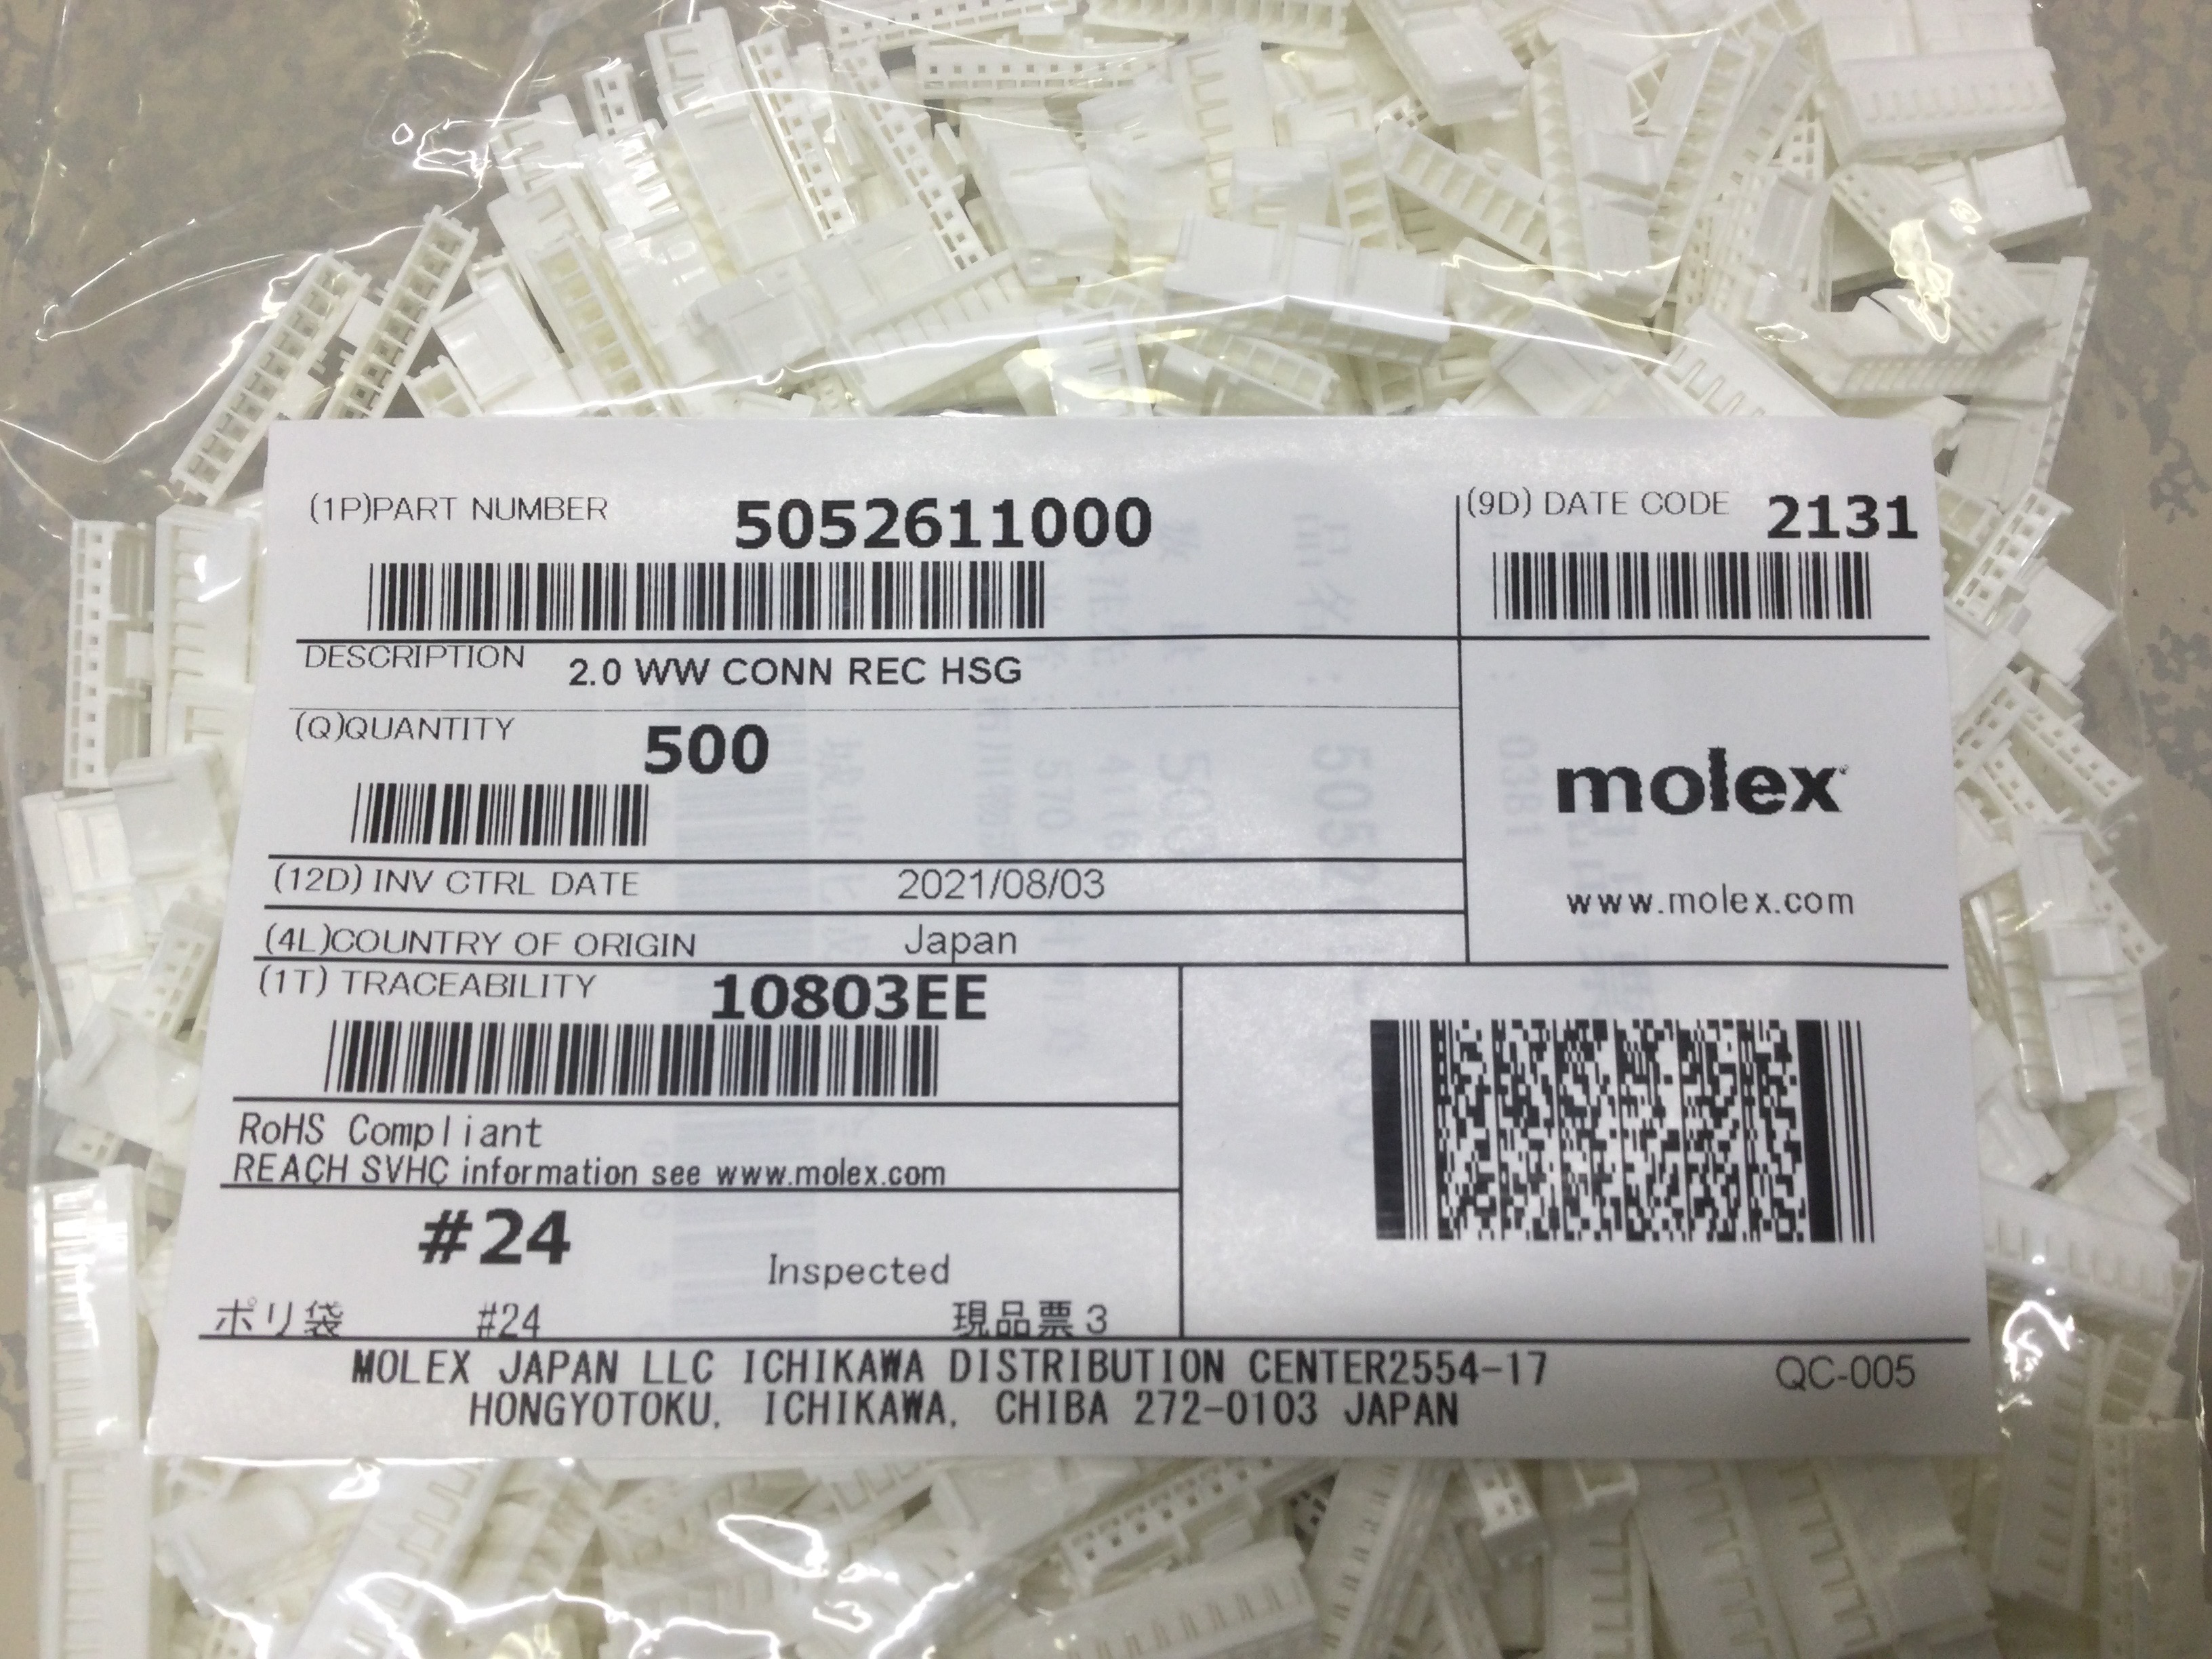 (1P)PART NUMBER 5052611000
(9D) DATE CODE 2131
DESCRIPTION 2.0 WW CONN REC HSG
(Q)QUANTITY 500
molex
www.molex.com
(12D) INV CTRL DATE 2021/08/03
(4L)COUNTRY OF ORIGIN Japan
(1T) TRACEABILITY 10803EE
RoHS Compliant
REACH SVHC information see www.molex.com
#24
Inspected
ポリ袋 #24 現品票3
MOLEX JAPAN LLC ICHIKAWA DISTRIBUTION CENTER2554-17
HONGYOTOKU, ICHIKAWA, CHIBA 272-0103 JAPAN
QC-005